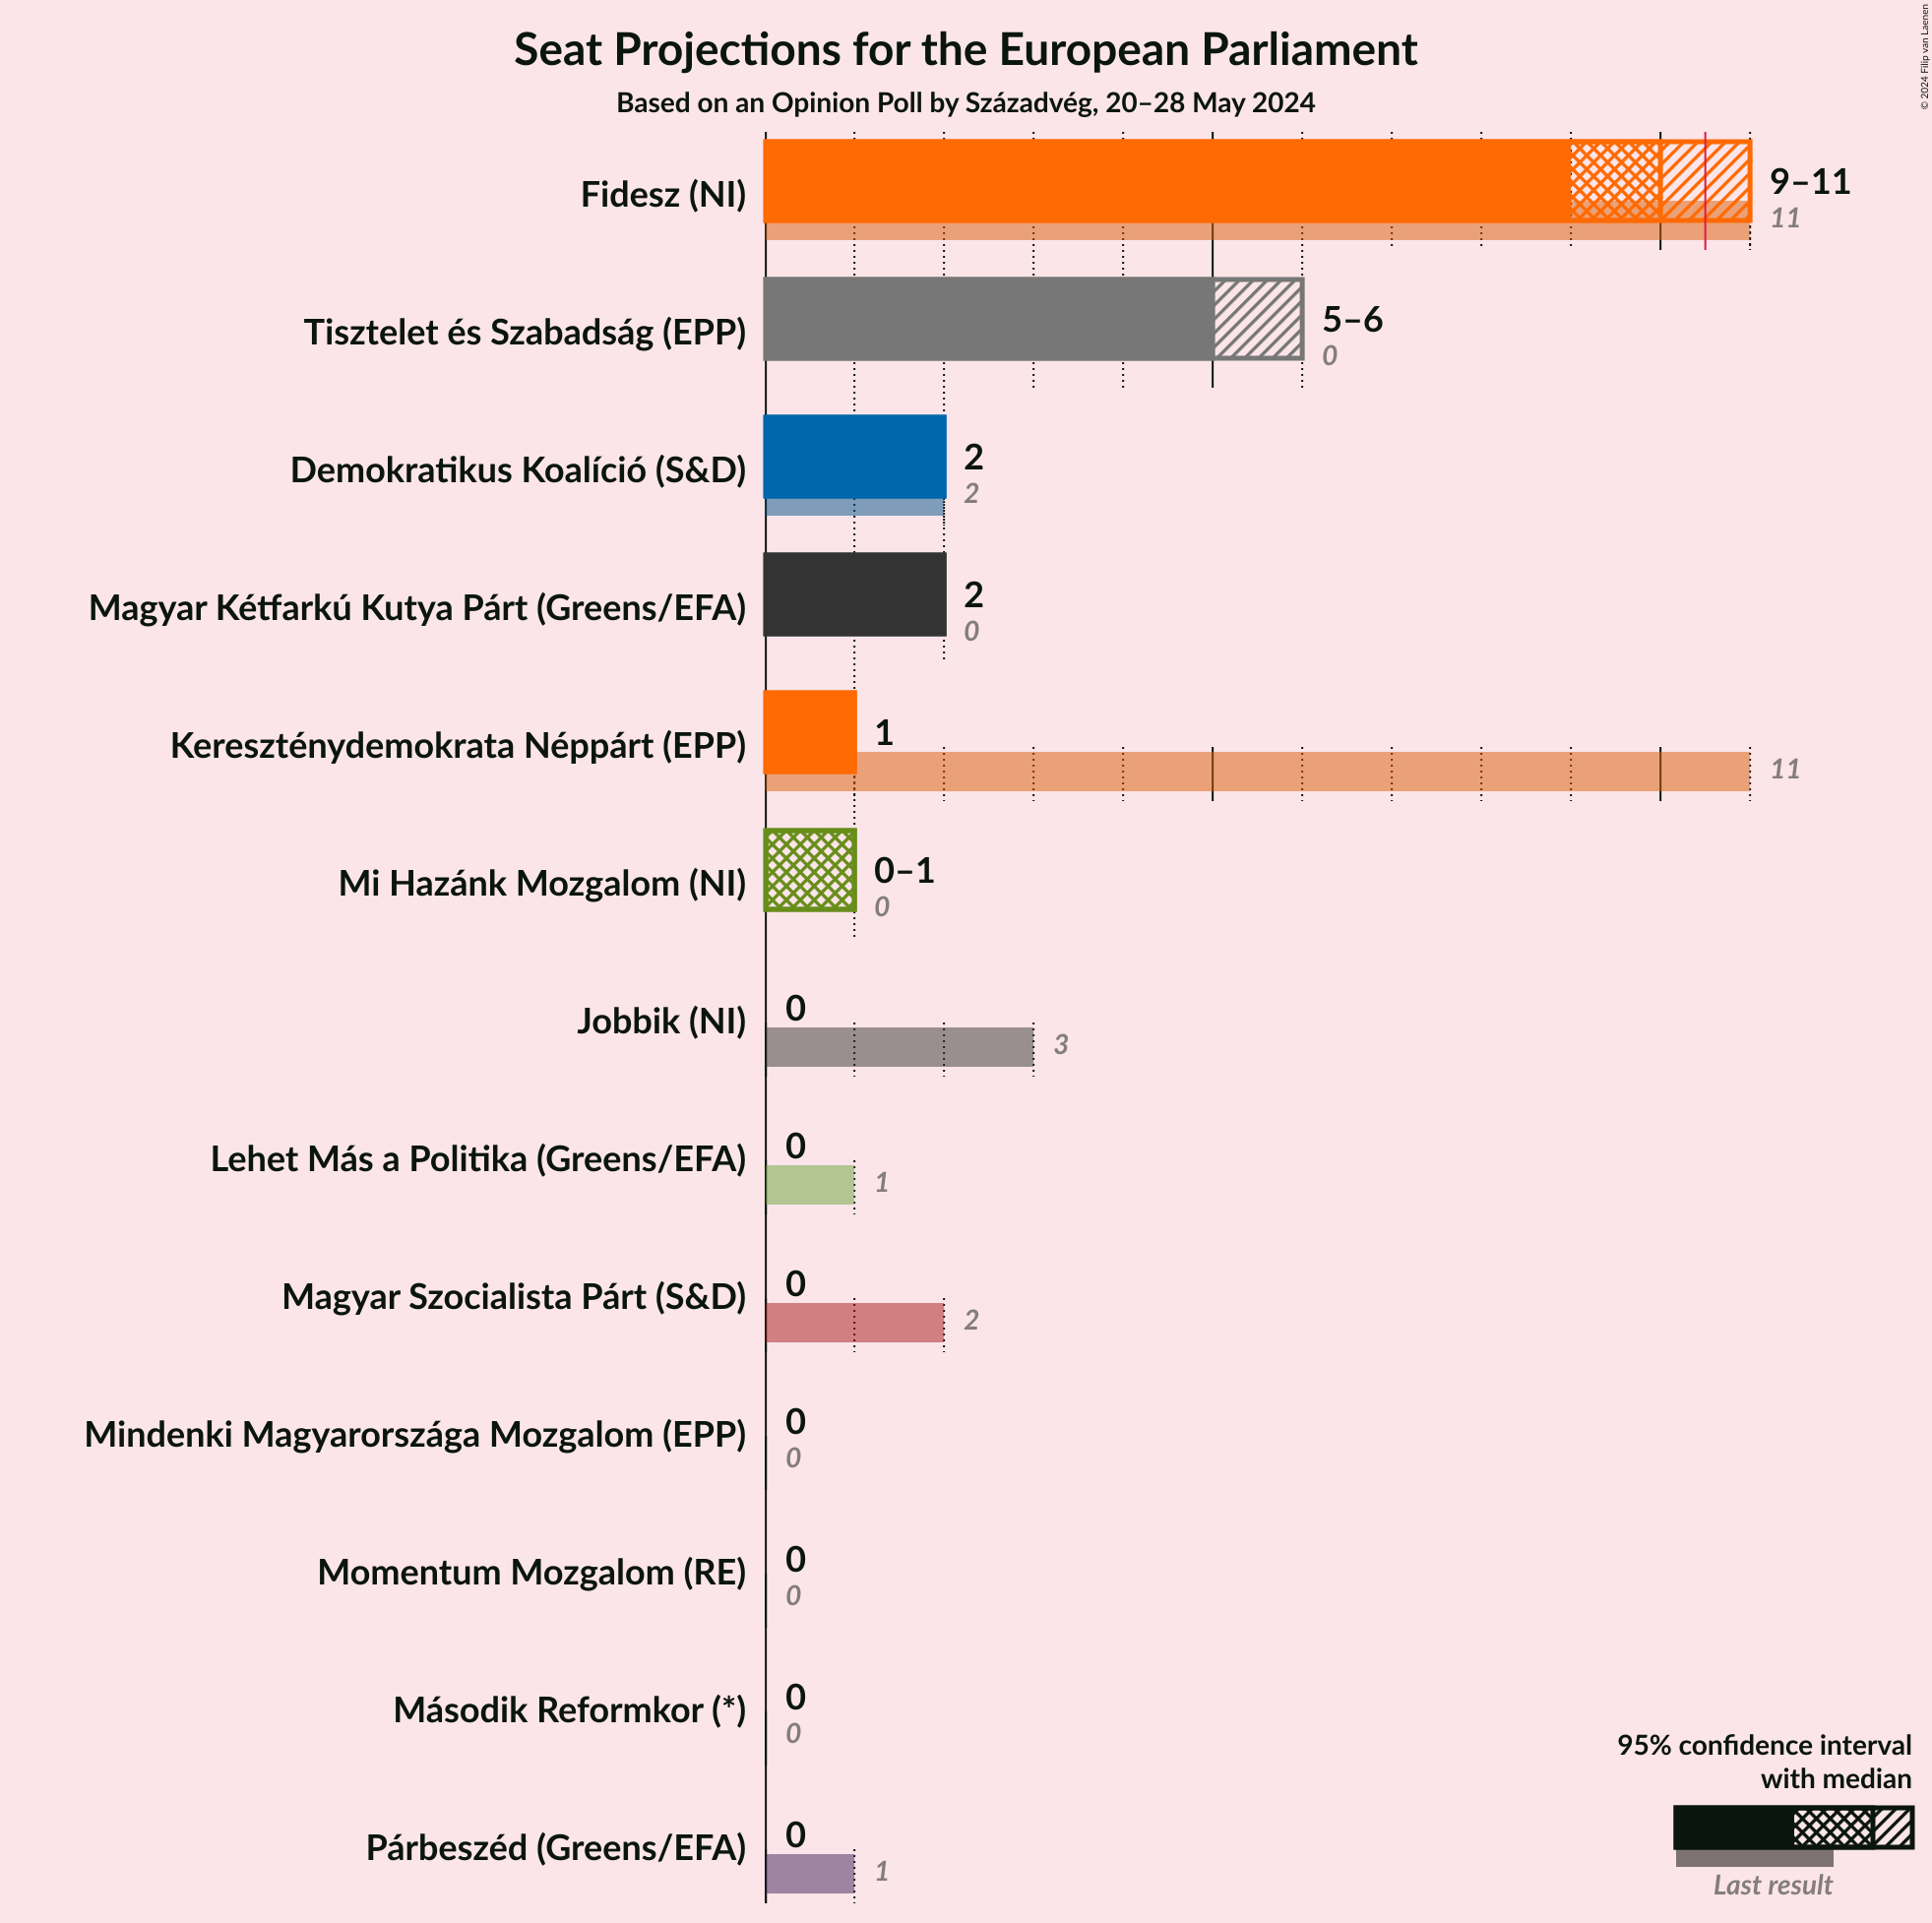 Seat Projections for the European Parliament
Based on an Opinion Poll by Századvég, 20–28 May 2024
© 2024 Filip van Laenen
Fidesz (NI)
9–11
11
Tisztelet és Szabadság (EPP)
5–6
0
Demokratikus Koalíció (S&D)
2
2
Magyar Kétfarkú Kutya Párt (Greens/EFA)
2
0
Kereszténydemokrata Néppárt (EPP)
1
11
Mi Hazánk Mozgalom (NI)
0–1
0
Jobbik (NI)
0
3
Lehet Más a Politika (Greens/EFA)
0
1
Magyar Szocialista Párt (S&D)
0
2
Mindenki Magyarországa Mozgalom (EPP)
0
0
Momentum Mozgalom (RE)
0
0
Második Reformkor (*)
0
0
Párbeszéd (Greens/EFA)
0
1
95% confidence interval
with median
Last result